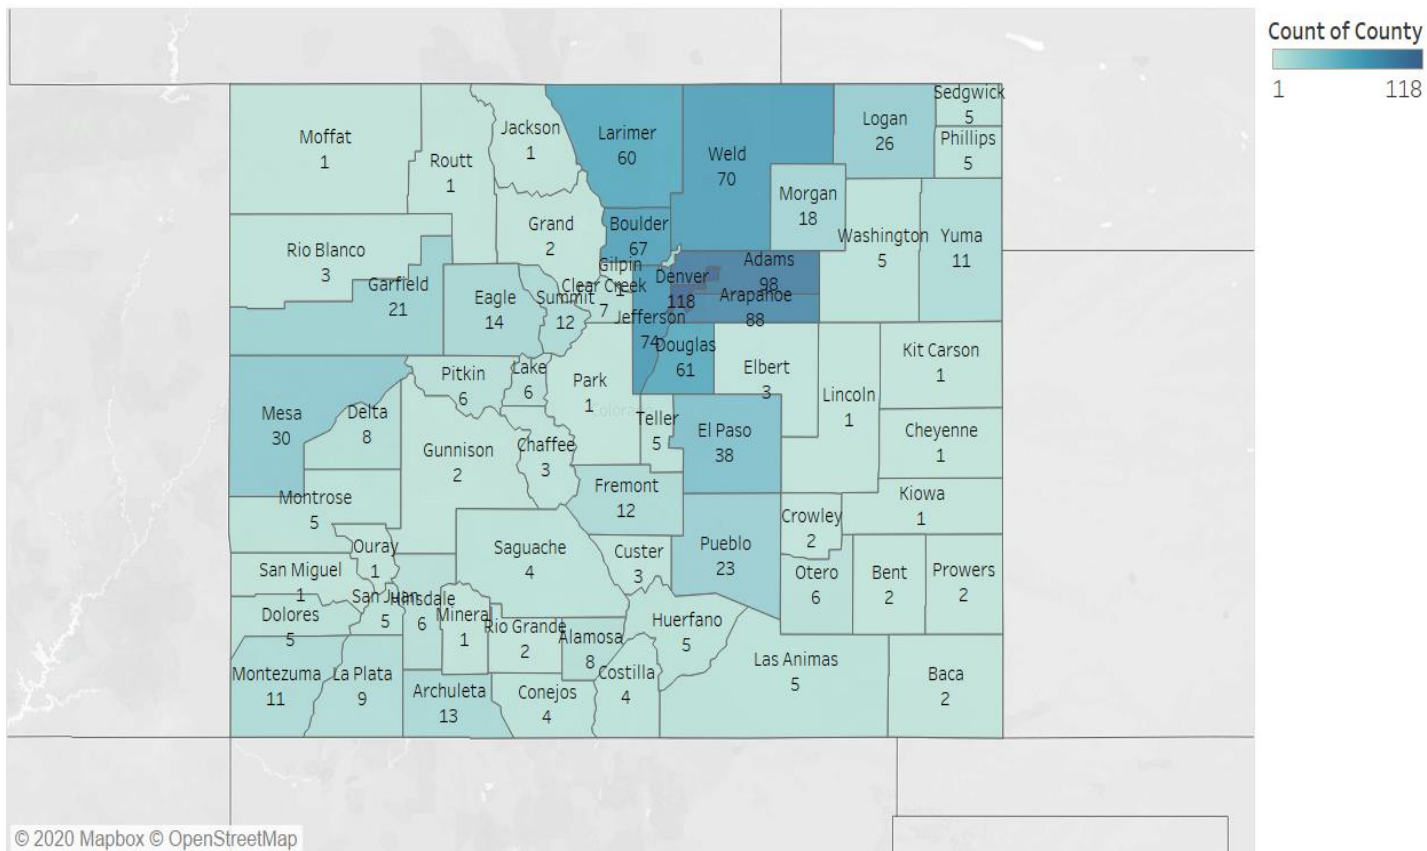 Count of County
1 118
Moffat
1
Routt
1
Jackson
1
Larimer
60
Weld
70
Logan
26
Sedgwick
5
Phillips
5
Morgan
18
Washington
5
Yuma
11
Rio Blanco
3
Grand
2
Boulder
67
Garfield
21
Eagle
14
Summit
12
Gilpin
1
Clear Creek
7
Denver
118
Adams
98
Arapahoe
88
Jefferson
74
Douglas
61
Elbert
3
Lincoln
1
Kit Carson
1
Cheyenne
1
Mesa
30
Delta
8
Pitkin
6
Lake
6
Park
1
Colorado
Teller
5
El Paso
38
Gunnison
2
Chaffee
3
Fremont
12
Montrose
5
Ouray
1
Saguache
4
Custer
3
Pueblo
23
Crowley
2
Kiowa
1
Otero
6
Bent
2
Prowers
2
San Miguel
1
Dolores
5
San Juan
5
Hinsdale
6
Mineral
1
Rio Grande
2
Alamosa
8
Huerfano
5
Las Animas
5
Baca
2
Montezuma
11
La Plata
9
Archuleta
13
Conejos
4
Costilla
4
© 2020 Mapbox © OpenStreetMap